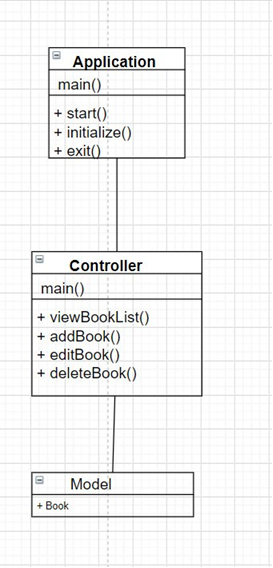 Application
main()
+ start()
+ initialize()
+ exit()
Controller
main()
+ viewBookList()
+ addBook()
+ editBook()
+ deleteBook()
Model
+ Book